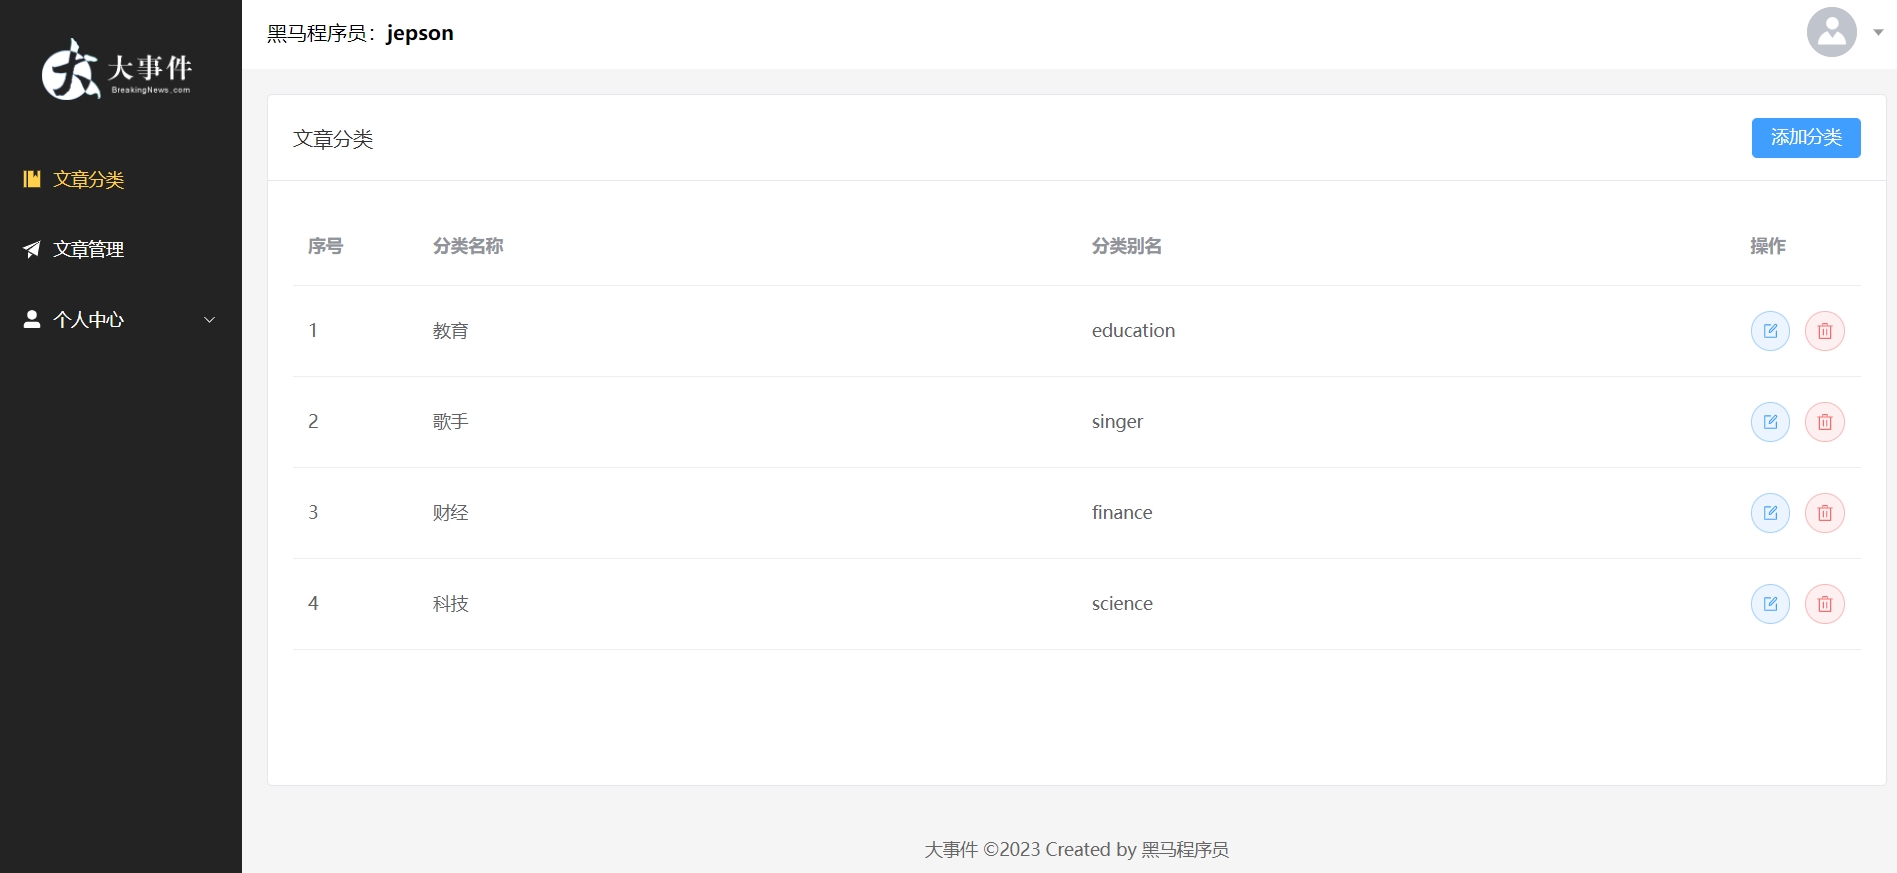 大事件
BreakingNews.com
文章分类
文章管理
个人中心
黑马程序员：jepson
文章分类
添加分类
序号 分类名称 分类别名 操作
1 教育 education
2 歌手 singer
3 财经 finance
4 科技 science
大事件 ©2023 Created by 黑马程序员